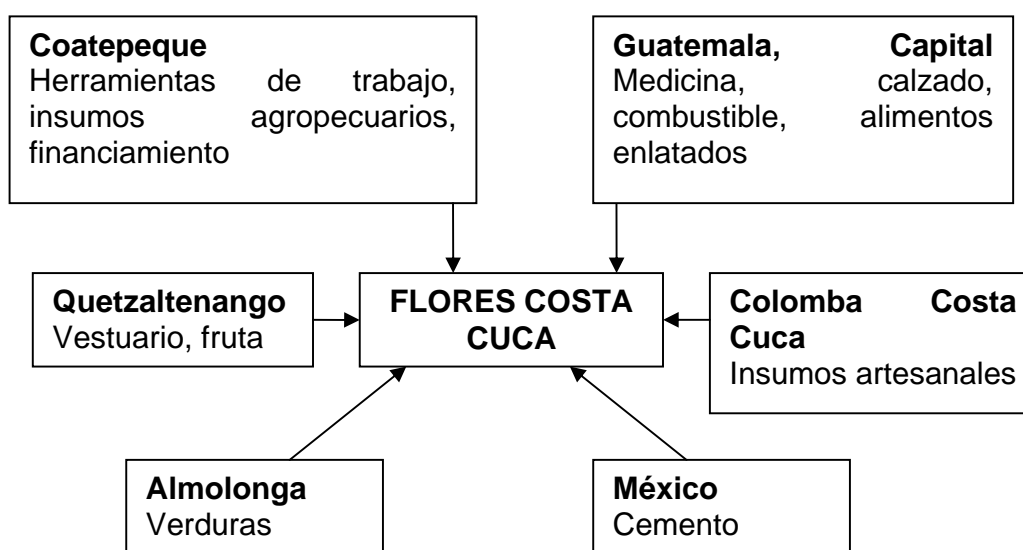 Coatepeque
Herramientas de trabajo,
insumos agropecuarios,
financiamiento
Guatemala, Capital
Medicina, calzado,
combustible, alimentos
enlatados
Quetzaltenango
Vestuario, fruta
FLORES COSTA
CUCA
Colomba Costa
Cuca
Insumos artesanales
Almolonga
Verduras
México
Cemento